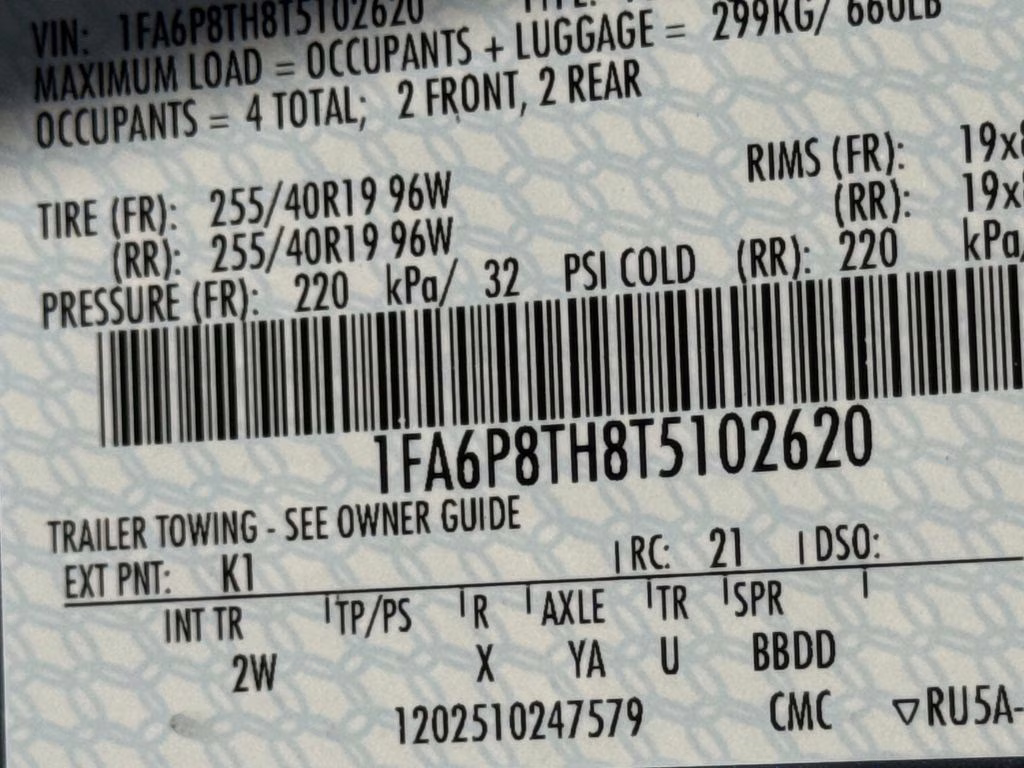 VIN: 1FA6P8TH8T5102620 TYPE:
MAXIMUM LOAD = OCCUPANTS + LUGGAGE = 299KG/ 660LB
OCCUPANTS = 4 TOTAL; 2 FRONT, 2 REAR
TIRE (FR): 255/40R19 96W RIMS (FR):
(RR): 255/40R19 96W (RR):
PRESSURE (FR): 220 kPa/ 32 PSI COLD (RR): 220 kPa/
1FA6P8TH8T5102620
TRAILER TOWING - SEE OWNER GUIDE
EXT PNT: K1 RC: 21 DSO:
INT TR TP/PS R AXLE TR SPR
2W X YA U BBDD
1202510247579 CMC ▽RU5A-